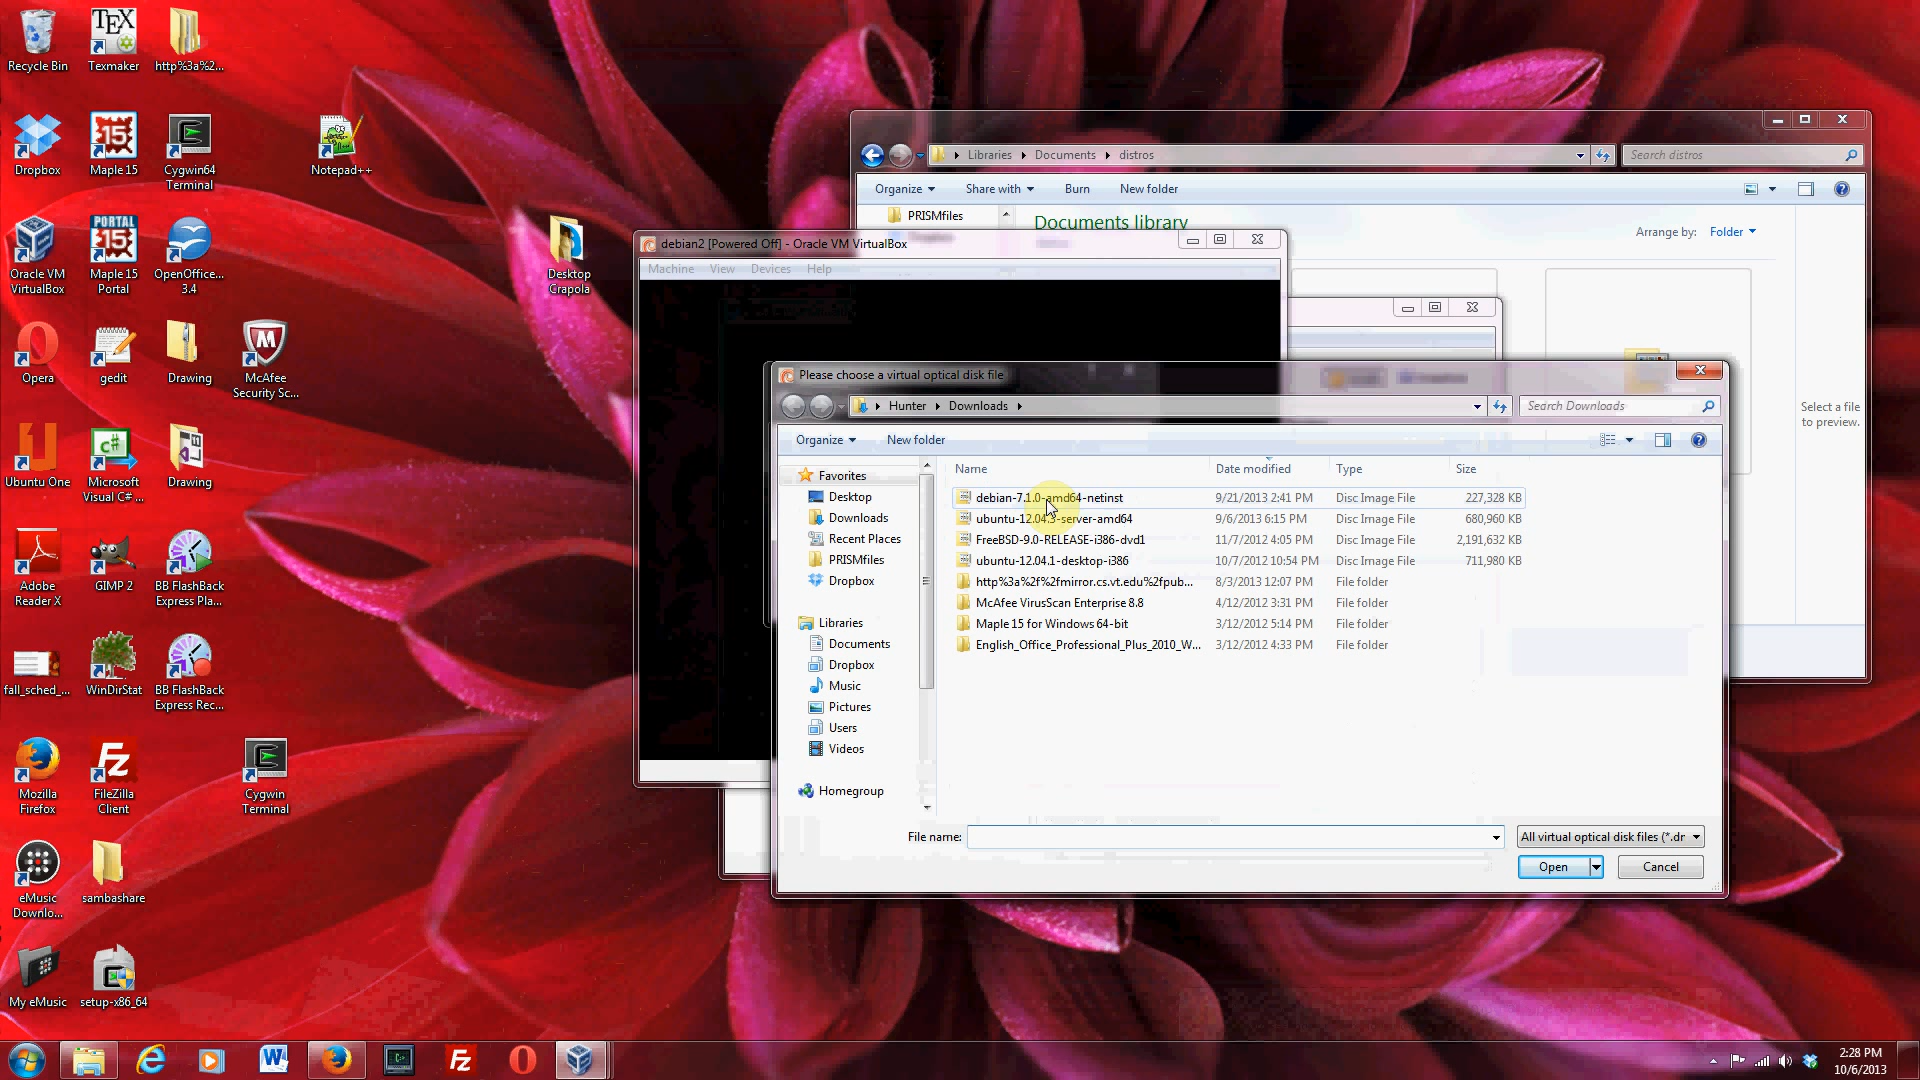 Recycle Bin
Texmaker
http%3a%2...
Dropbox
Maple 15
Cygwin64 Terminal
Notepad++
Oracle VM VirtualBox
Maple 15 Portal
OpenOffice... 3.4
Desktop Crapola
Opera
gedit
Drawing
McAfee Security Sc...
Ubuntu One
Microsoft Visual C# ...
Drawing
Adobe Reader X
GIMP 2
BB FlashBack Express Pla...
fall_sched_...
WinDirStat
BB FlashBack Express Rec...
Mozilla Firefox
FileZilla Client
Cygwin Terminal
eMusic Downlo...
sambashare
My eMusic
setup-x86_64
Libraries Documents distros
Search distros
Organize Share with Burn New folder
PRISMfiles
Documents library
Arrange by: Folder
Select a file to preview.
debian2 [Powered Off] - Oracle VM VirtualBox
Machine View Devices Help
Please choose a virtual optical disk file
Hunter Downloads
Search Downloads
Organize New folder
Favorites
Desktop
Downloads
Recent Places
PRISMfiles
Dropbox
Libraries
Documents
Dropbox
Music
Pictures
Users
Videos
Homegroup
Name Date modified Type Size
debian-7.1.0-amd64-netinst 9/21/2013 2:41 PM Disc Image File 227,328 KB
ubuntu-12.04.3-server-amd64 9/6/2013 6:15 PM Disc Image File 680,960 KB
FreeBSD-9.0-RELEASE-i386-dvd1 11/7/2012 4:05 PM Disc Image File 2,191,632 KB
ubuntu-12.04.1-desktop-i386 10/7/2012 10:54 PM Disc Image File 711,980 KB
http%3a%2f%2fmirror.cs.vt.edu%2fpub... 8/3/2013 12:07 PM File folder
McAfee VirusScan Enterprise 8.8 4/12/2012 3:31 PM File folder
Maple 15 for Windows 64-bit 3/12/2012 5:14 PM File folder
English_Office_Professional_Plus_2010_W... 3/12/2012 4:33 PM File folder
File name:
All virtual optical disk files (*.dr
Open Cancel
2:28 PM
10/6/2013